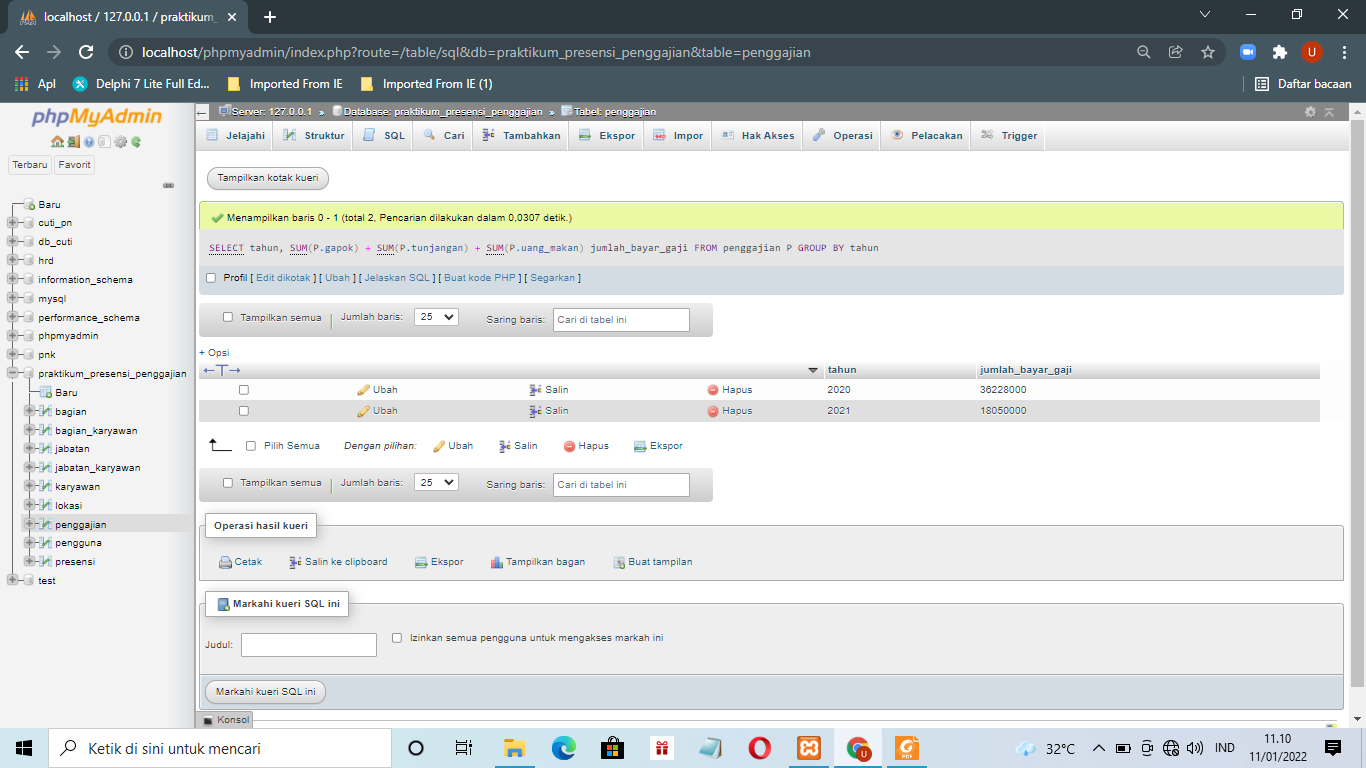 localhost / 127.0.0.1 / praktikum_
localhost/phpmyadmin/index.php?route=/table/sql&db=praktikum_presensi_penggajian&table=penggajian
U
Apl
Delphi 7 Lite Full Ed...
Imported From IE
Imported From IE (1)
Daftar bacaan
phpMyAdmin
Terbaru
Favorit
Baru
cuti_pn
db_cuti
hrd
information_schema
mysql
performance_schema
phpmyadmin
pnk
praktikum_presensi_penggajian
Baru
bagian
bagian_karyawan
jabatan
jabatan_karyawan
karyawan
lokasi
penggajian
pengguna
presensi
test
Server: 127.0.0.1 » Database: praktikum_presensi_penggajian » Tabel: penggajian
Jelajahi Struktur SQL Cari Tambahkan Ekspor Impor Hak Akses Operasi Pelacakan Trigger
Tampilkan kotak kueri
Menampilkan baris 0 - 1 (total 2, Pencarian dilakukan dalam 0,0307 detik.)
SELECT tahun, SUM(P.gapok) + SUM(P.tunjangan) + SUM(P.uang_makan) jumlah_bayar_gaji FROM penggajian P GROUP BY tahun
Profil [ Edit dikotak ] [ Ubah ] [ Jelaskan SQL ] [ Buat kode PHP ] [ Segarkan ]
Tampilkan semua Jumlah baris: 25 Saring baris: Cari di tabel ini
+ Opsi
←T→ tahun jumlah_bayar_gaji
Ubah Salin Hapus 2020 36228000
Ubah Salin Hapus 2021 18050000
Pilih Semua Dengan pilihan: Ubah Salin Hapus Ekspor
Tampilkan semua Jumlah baris: 25 Saring baris: Cari di tabel ini
Operasi hasil kueri
Cetak Salin ke clipboard Ekspor Tampilkan bagan Buat tampilan
Markahi kueri SQL ini
Judul: Izinkan semua pengguna untuk mengakses markah ini
Markahi kueri SQL ini
Konsol
Ketik di sini untuk mencari
32°C
IND
11.10
11/01/2022